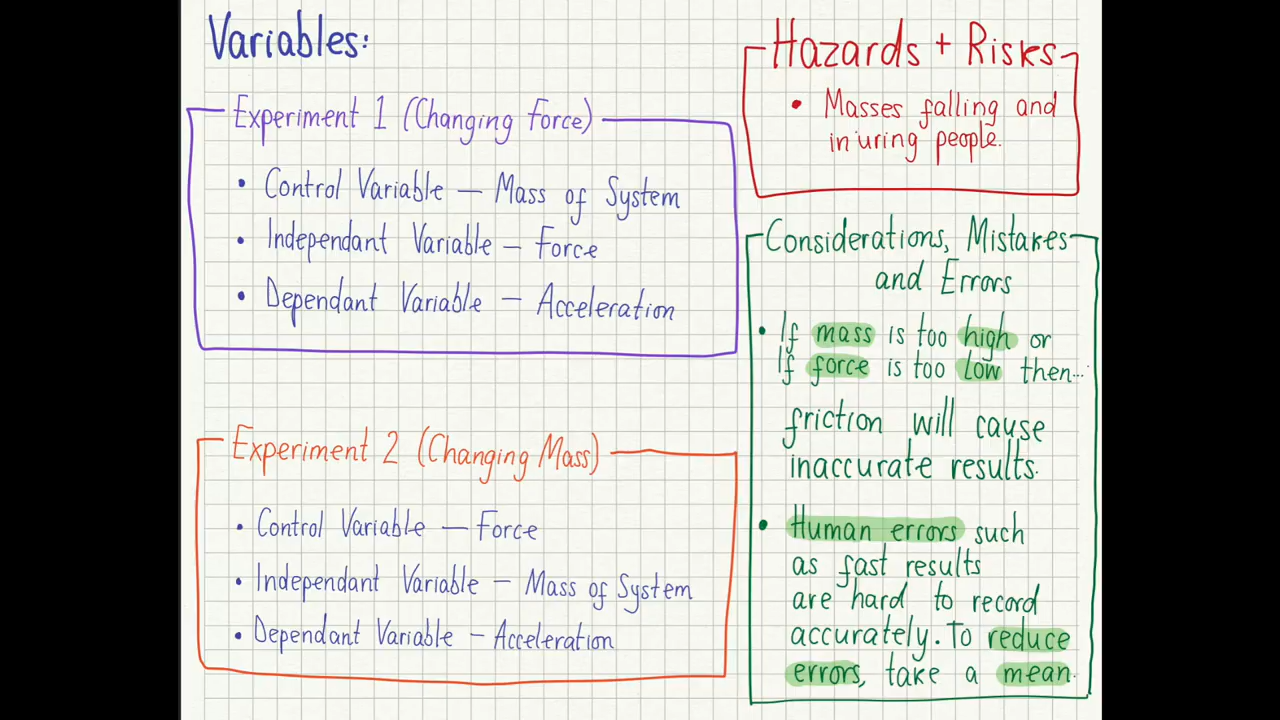 Variables:
Experiment 1 (Changing Force)
• Control Variable — Mass of System
• Independant Variable – Force
• Dependant Variable – Acceleration
Experiment 2 (Changing Mass)
• Control Variable — Force
• Independant Variable – Mass of System
• Dependant Variable – Acceleration
Hazards + Risks
• Masses falling and
injuring people.
Considerations, Mistakes
and Errors
• If mass is too high or
If force is too low then...
friction will cause
inaccurate results.
• Human errors such
as fast results
are hard to record
accurately. To reduce
errors, take a mean.